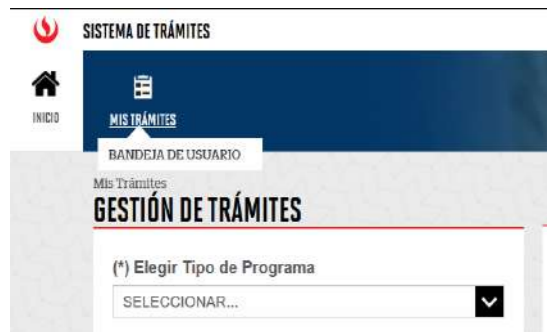 SISTEMA DE TRÁMITES
INICIO
MIS TRÁMITES
BANDEJA DE USUARIO
Mis Trámites
GESTIÓN DE TRÁMITES
(*) Elegir Tipo de Programa
SELECCIONAR...